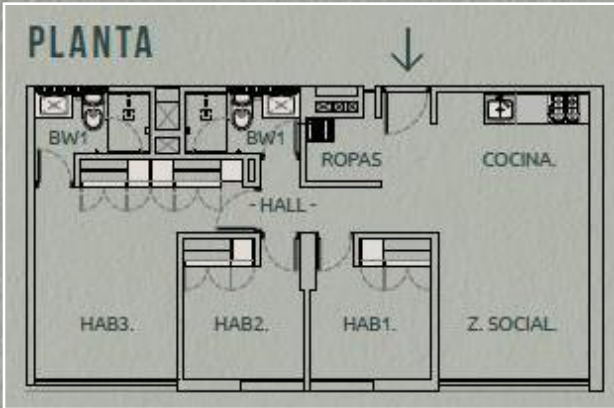 PLANTA
BW1
BW1
ROPAS
COCINA.
- HALL -
HAB3.
HAB2.
HAB1.
Z. SOCIAL.